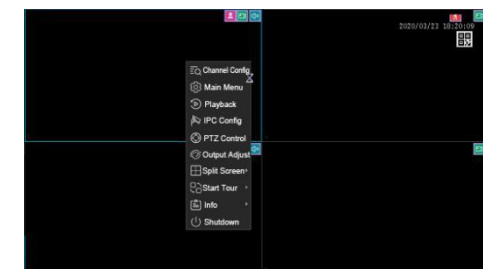 2020/03/23 18:20:09
Channel Config
Main Menu
Playback
IPC Config
PTZ Control
Output Adjust
Split Screen
Start Tour
Info
Shutdown